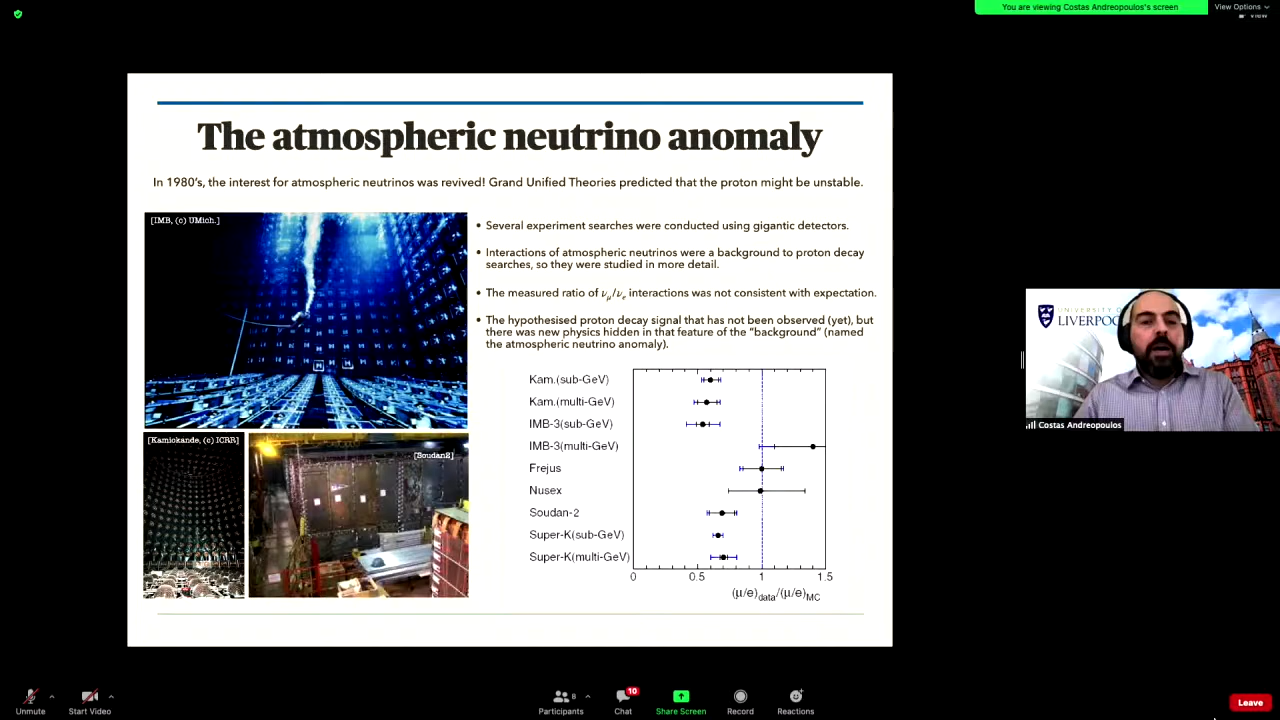 You are viewing Costas Andreopoulos's screen
View Options
The atmospheric neutrino anomaly
In 1980's, the interest for atmospheric neutrinos was revived! Grand Unified Theories predicted that the proton might be unstable.
[IMB, (c) UMich.]
• Several experiment searches were conducted using gigantic detectors.
• Interactions of atmospheric neutrinos were a background to proton decay
searches, so they were studied in more detail.
• The measured ratio of νμ/νe interactions was not consistent with expectation.
• The hypothesised proton decay signal that has not been observed (yet), but
there was new physics hidden in that feature of the "background" (named
the atmospheric neutrino anomaly).
[Kamiokande, (c) ICRR]
[Soudan2]
Kam.(sub-GeV)
Kam.(multi-GeV)
IMB-3(sub-GeV)
IMB-3(multi-GeV)
Frejus
Nusex
Soudan-2
Super-K(sub-GeV)
Super-K(multi-GeV)
0 0.5 1 1.5
(μ/e)data/(μ/e)MC
UNIVERSITY
LIVERPOO
Costas Andreopoulos
Unmute
Start Video
Participants
8
Chat
10
Share Screen
Record
Reactions
Leave